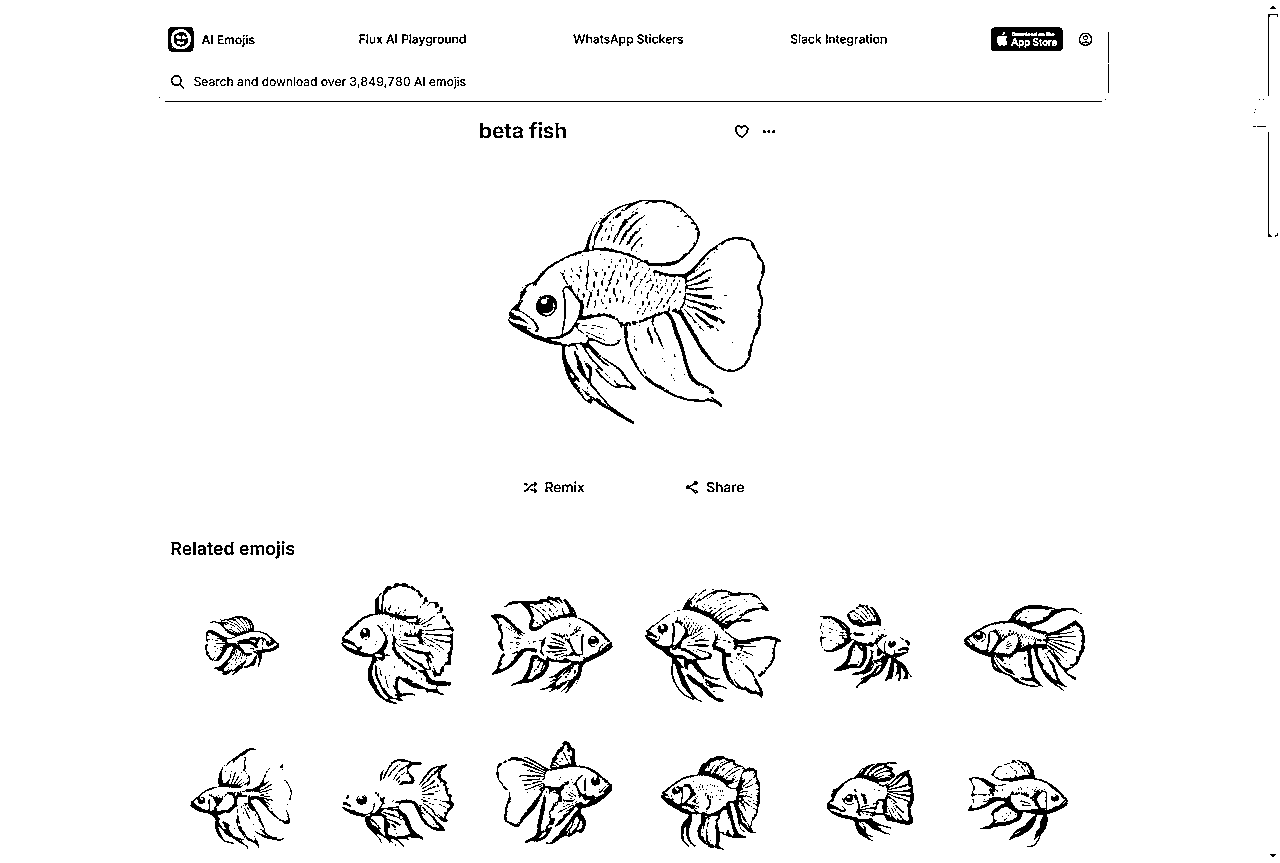 AI Emojis
Flux AI Playground
WhatsApp Stickers
Slack Integration
Download on the
App Store
Search and download over 3,849,780 AI emojis
beta fish
Remix
Share
Related emojis